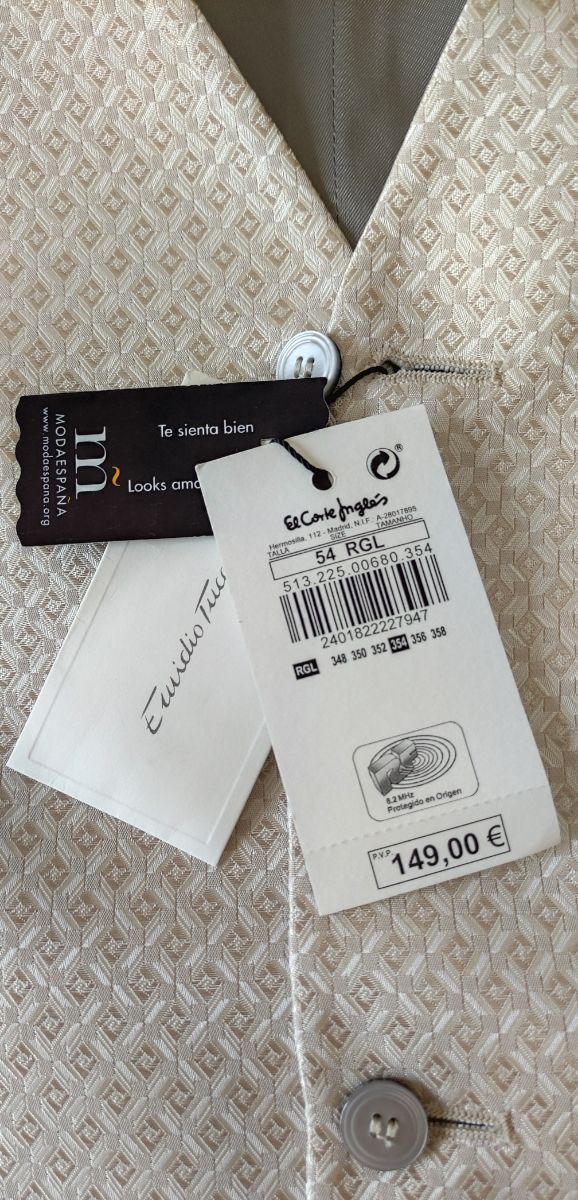 MODAESPAÑA
www.modaespana.org
m~
Te sienta bien
Looks
Emidio
El Corte Inglés
Hermosilla, 112 - Madrid. N.I.F.: A-28017895
TALLA SIZE TAMANHO
54 RGL
513.225.00680.354
2401822227947
RGL 348 350 352 354 356 358
8.2 MHz
Protegido en Origen
P.V.P. 149,00 €